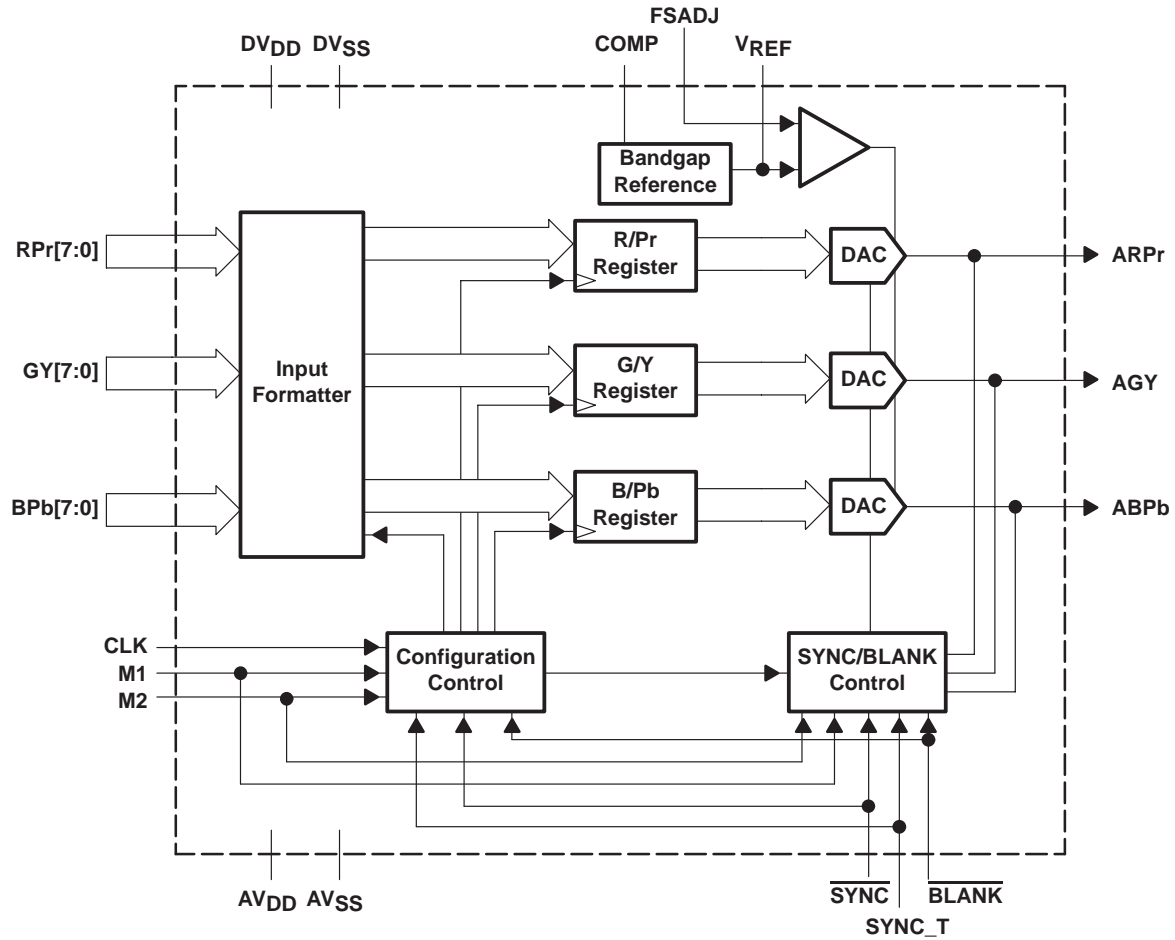 FSADJ
DVDD DVSS COMP VREF
Bandgap
Reference
RPr[7:0]
R/Pr
Register
DAC
ARPr
GY[7:0]
Input
Formatter
G/Y
Register
DAC
AGY
BPb[7:0]
B/Pb
Register
DAC
ABPb
CLK
M1
M2
Configuration
Control
SYNC/BLANK
Control
AVDD AVSS SYNC BLANK
SYNC_T